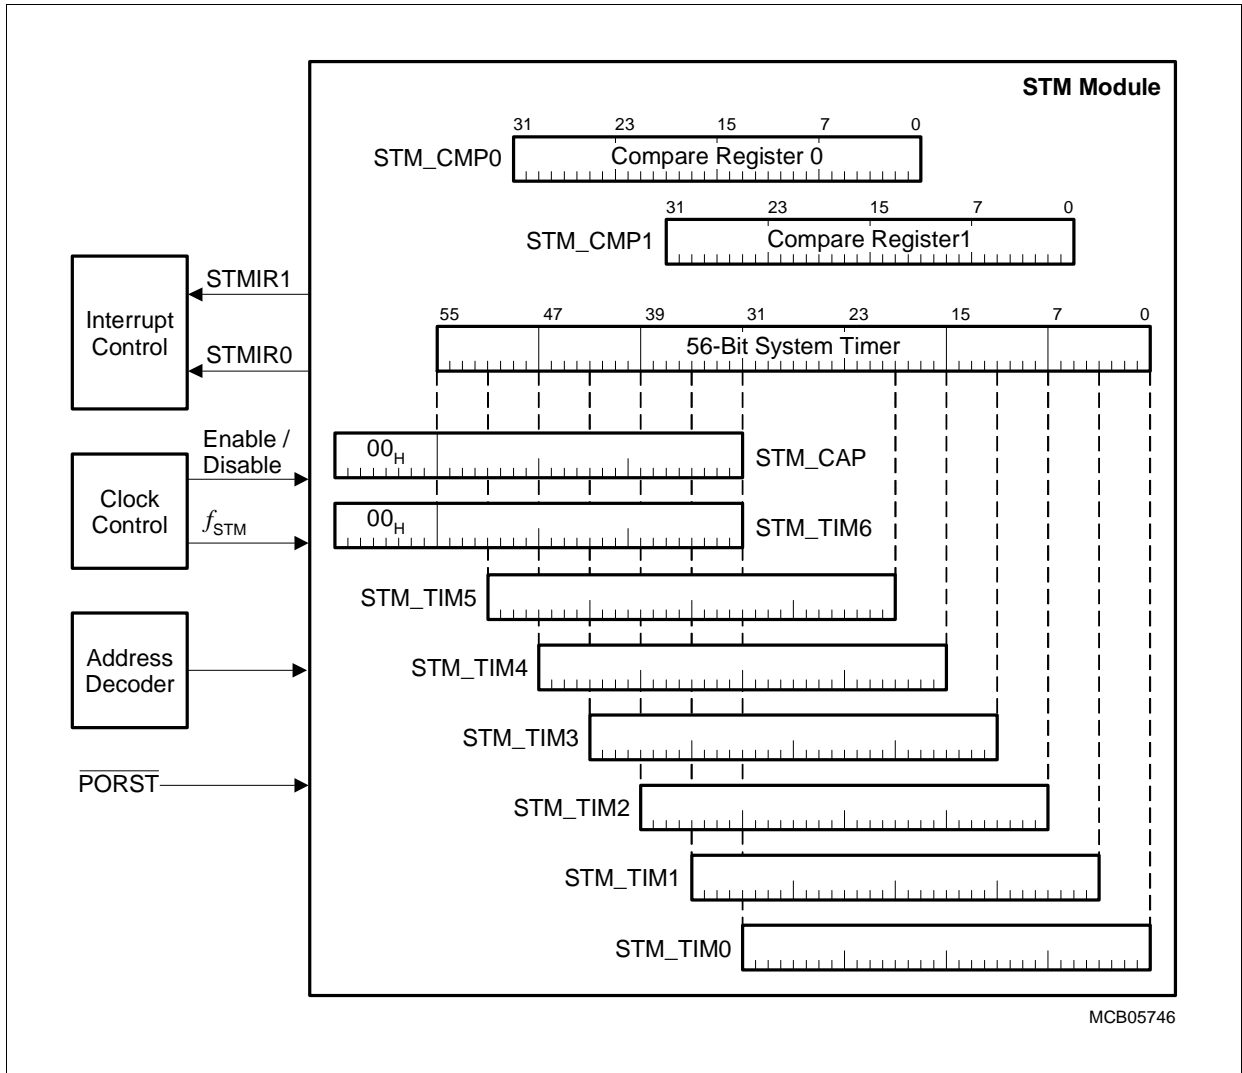 STM Module
31 23 15 7 0
STM_CMP0 Compare Register 0
31 23 15 7 0
STM_CMP1 Compare Register1
Interrupt
Control
STMIR1
STMIR0
55 47 39 31 23 15 7 0
56-Bit System Timer
Clock
Control
Enable /
Disable
fSTM
00H STM_CAP
00H STM_TIM6
STM_TIM5
Address
Decoder
STM_TIM4
STM_TIM3
PORST
STM_TIM2
STM_TIM1
STM_TIM0
MCB05746